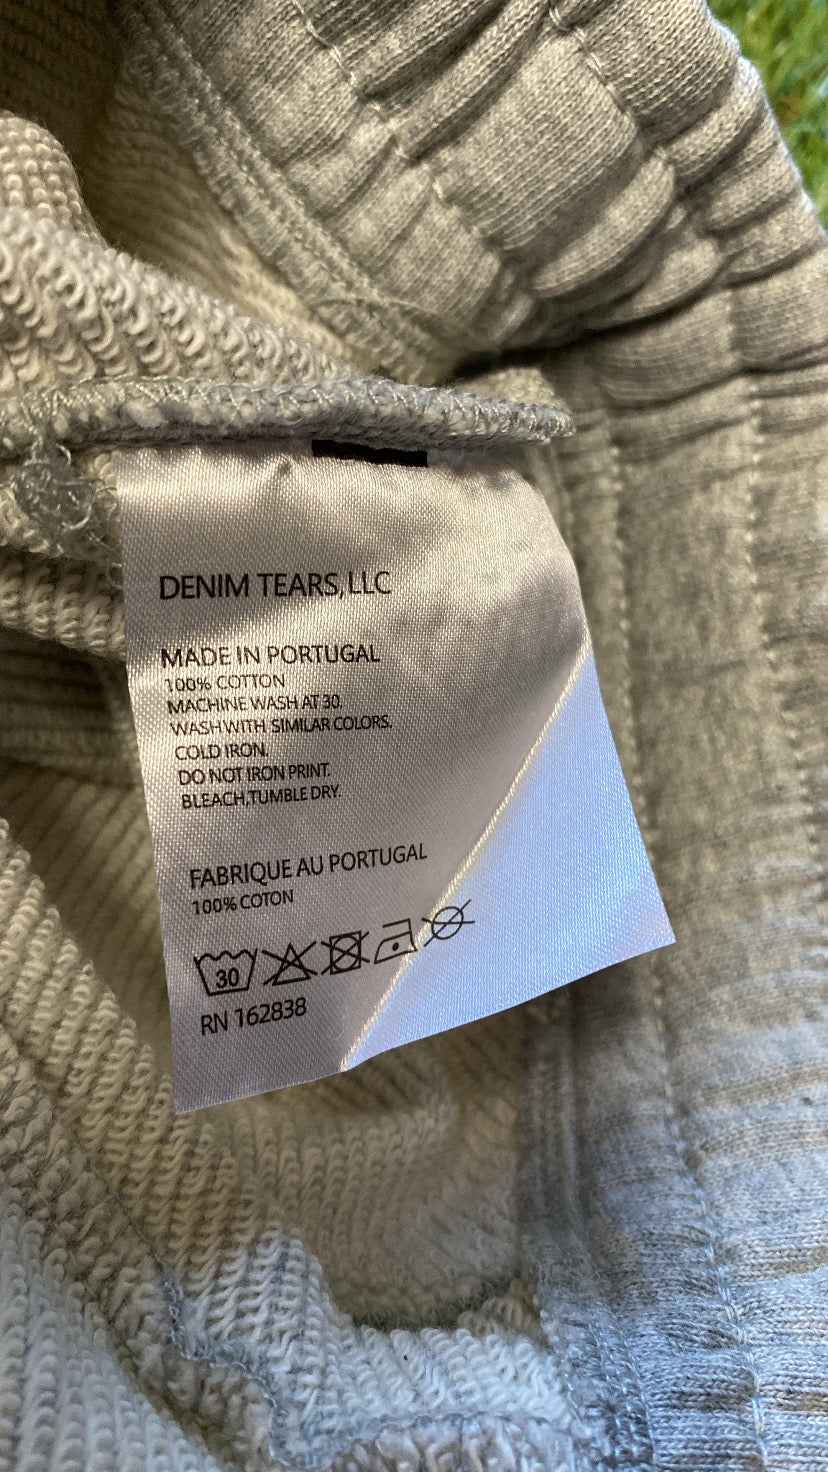 DENIM TEARS, LLC
MADE IN PORTUGAL
100% COTTON
MACHINE WASH AT 30.
WASH WITH SIMILAR COLORS.
COLD IRON.
DO NOT IRON PRINT.
BLEACH,TUMBLE DRY.
FABRIQUE AU PORTUGAL
100% COTON
30
RN 162838